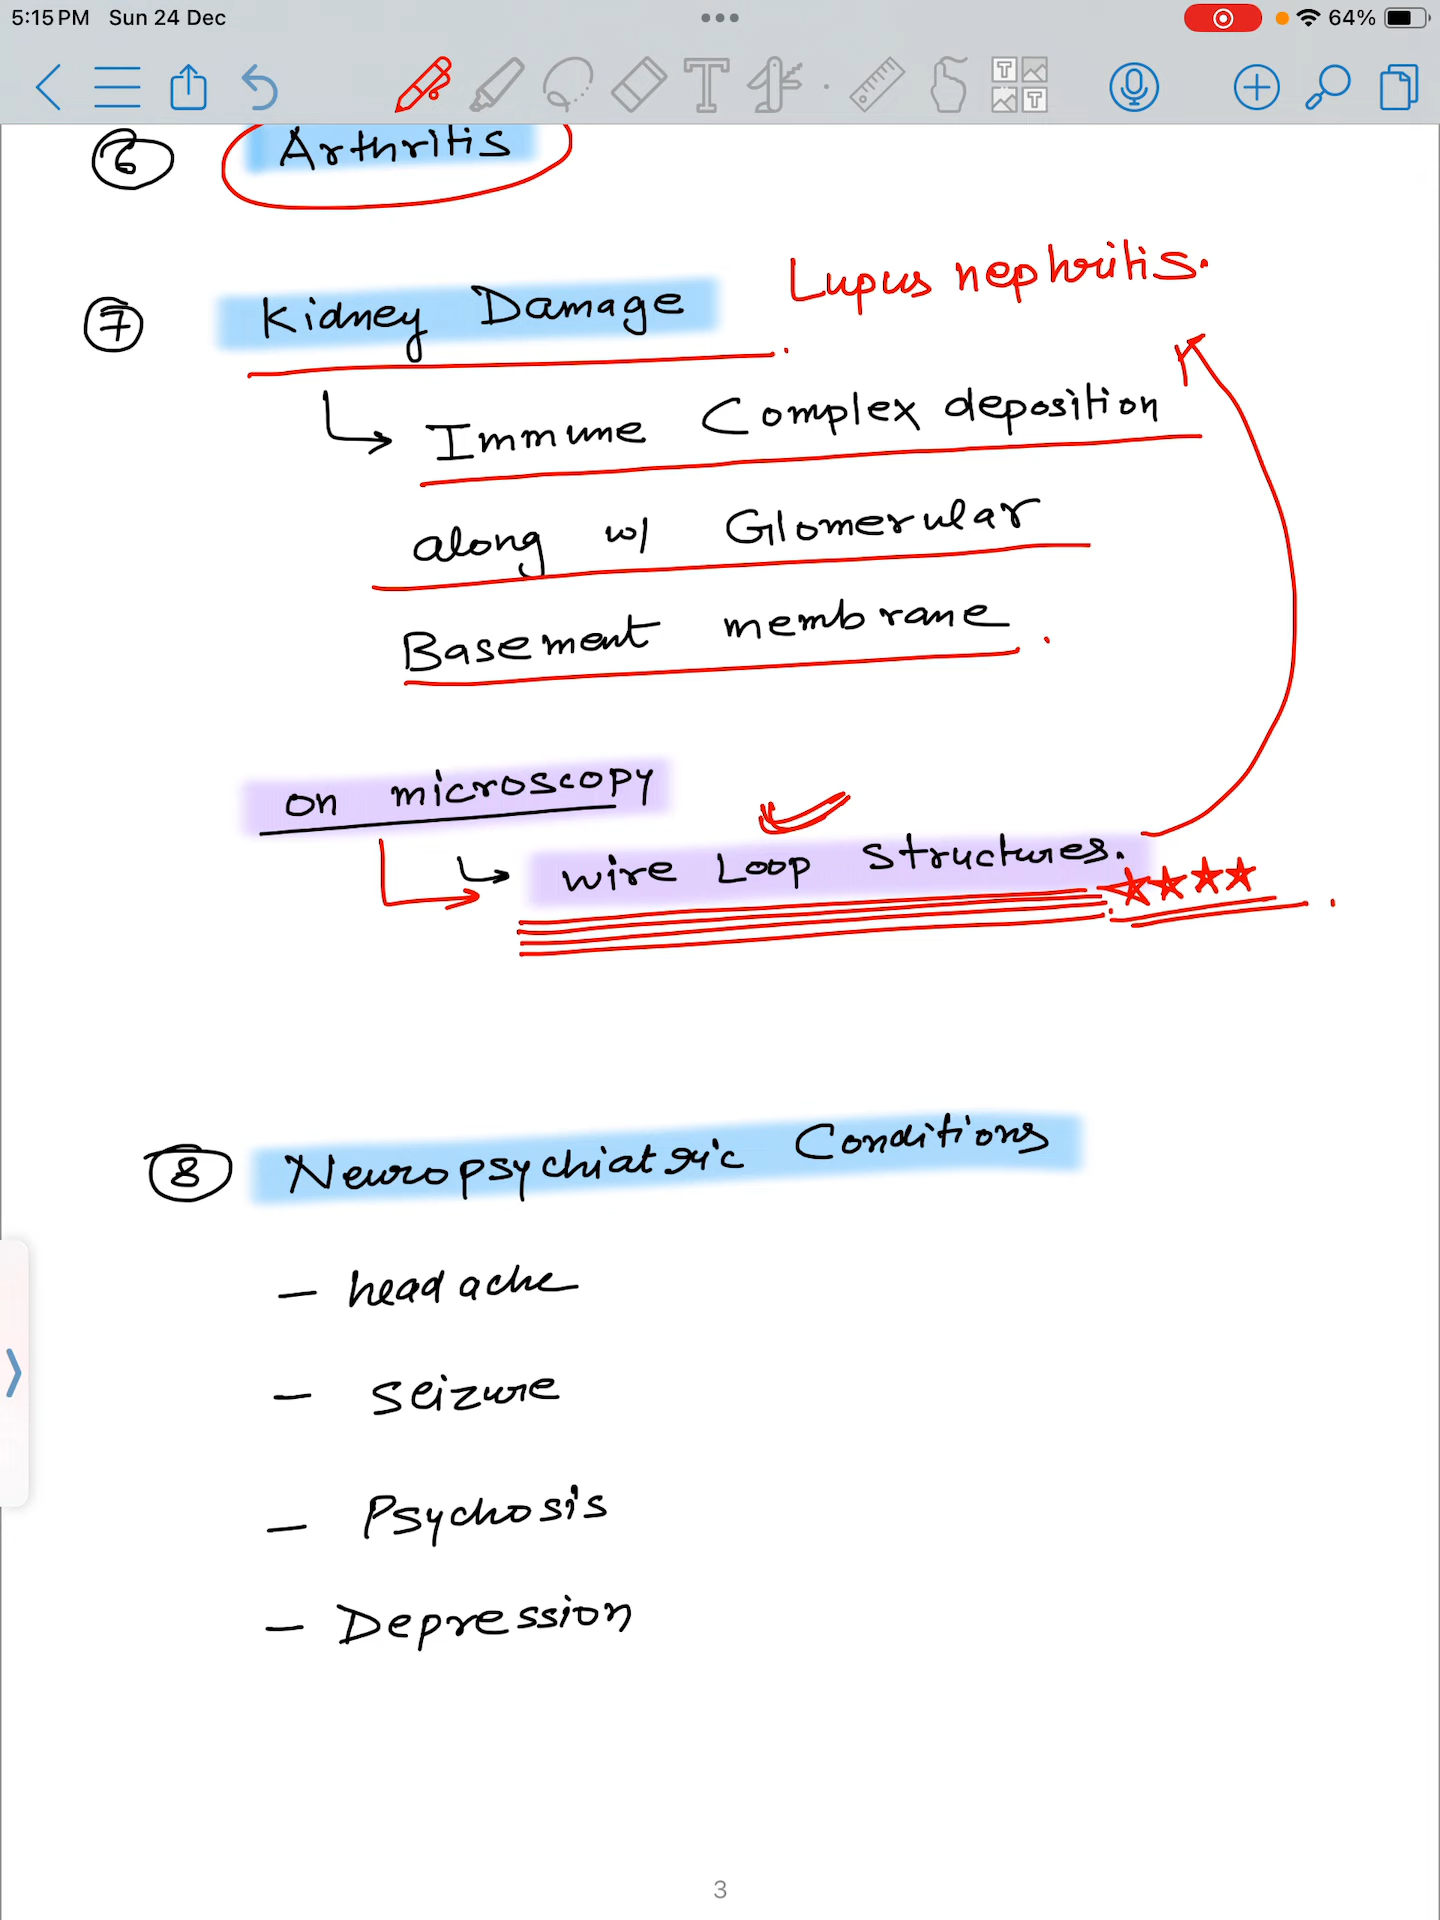 5:15 PM Sun 24 Dec
64%
6 Arthritis
Lupus nephritis.
7 Kidney Damage
Immune Complex deposition
along w/ Glomerular
Basement membrane
on microscopy
wire Loop structures.
8 Neuropsychiatric Conditions
- headache
- seizure
- Psychosis
- Depression
3